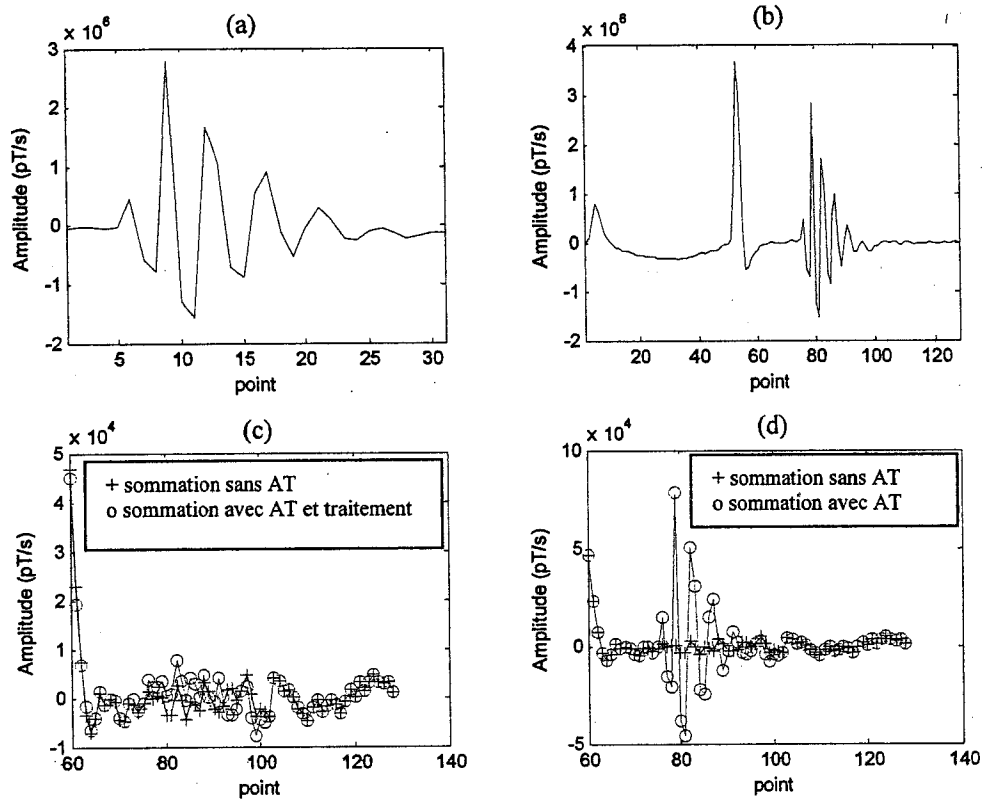 (a)
x 10^6
3
2
1
0
-1
-2
Amplitude (pT/s)
5
10
15
20
25
30
point
(b)
x 10^6
4
3
2
1
0
-1
-2
Amplitude (pT/s)
20
40
60
80
100
120
point
(c)
x 10^4
5
4
3
2
1
0
-1
Amplitude (pT/s)
+ sommation sans AT
o sommation avec AT et traitement
60
80
100
120
140
point
(d)
x 10^4
10
5
0
-5
Amplitude (pT/s)
+ sommation sans AT
o sommation avec AT
60
80
100
120
140
point